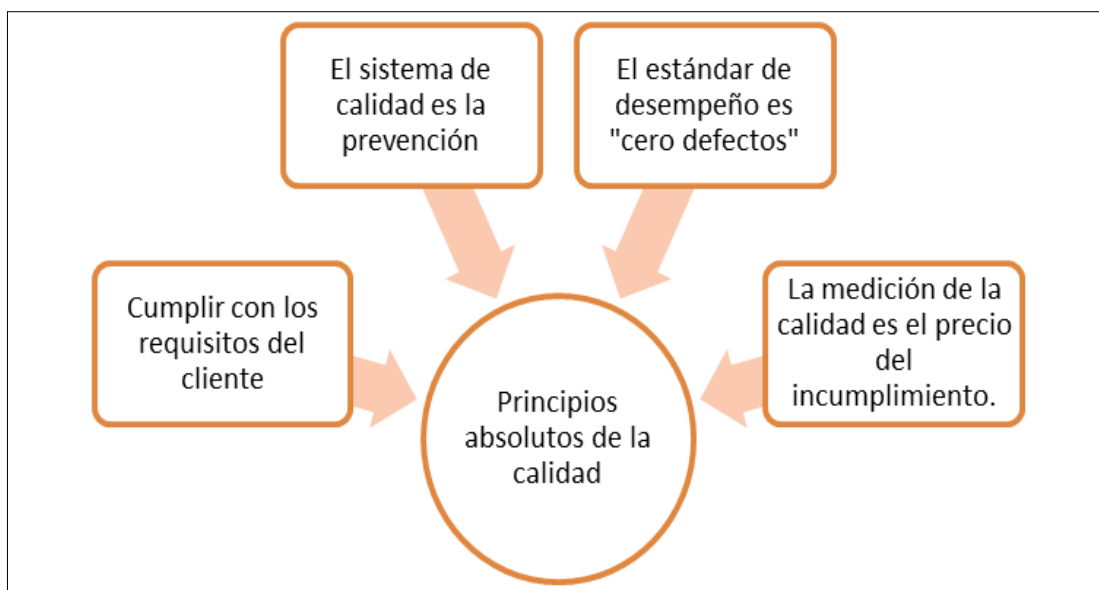 El sistema de
calidad es la
prevención
El estándar de
desempeño es
"cero defectos"
Cumplir con los
requisitos del
cliente
La medición de la
calidad es el precio
del
incumplimiento.
Principios
absolutos de la
calidad